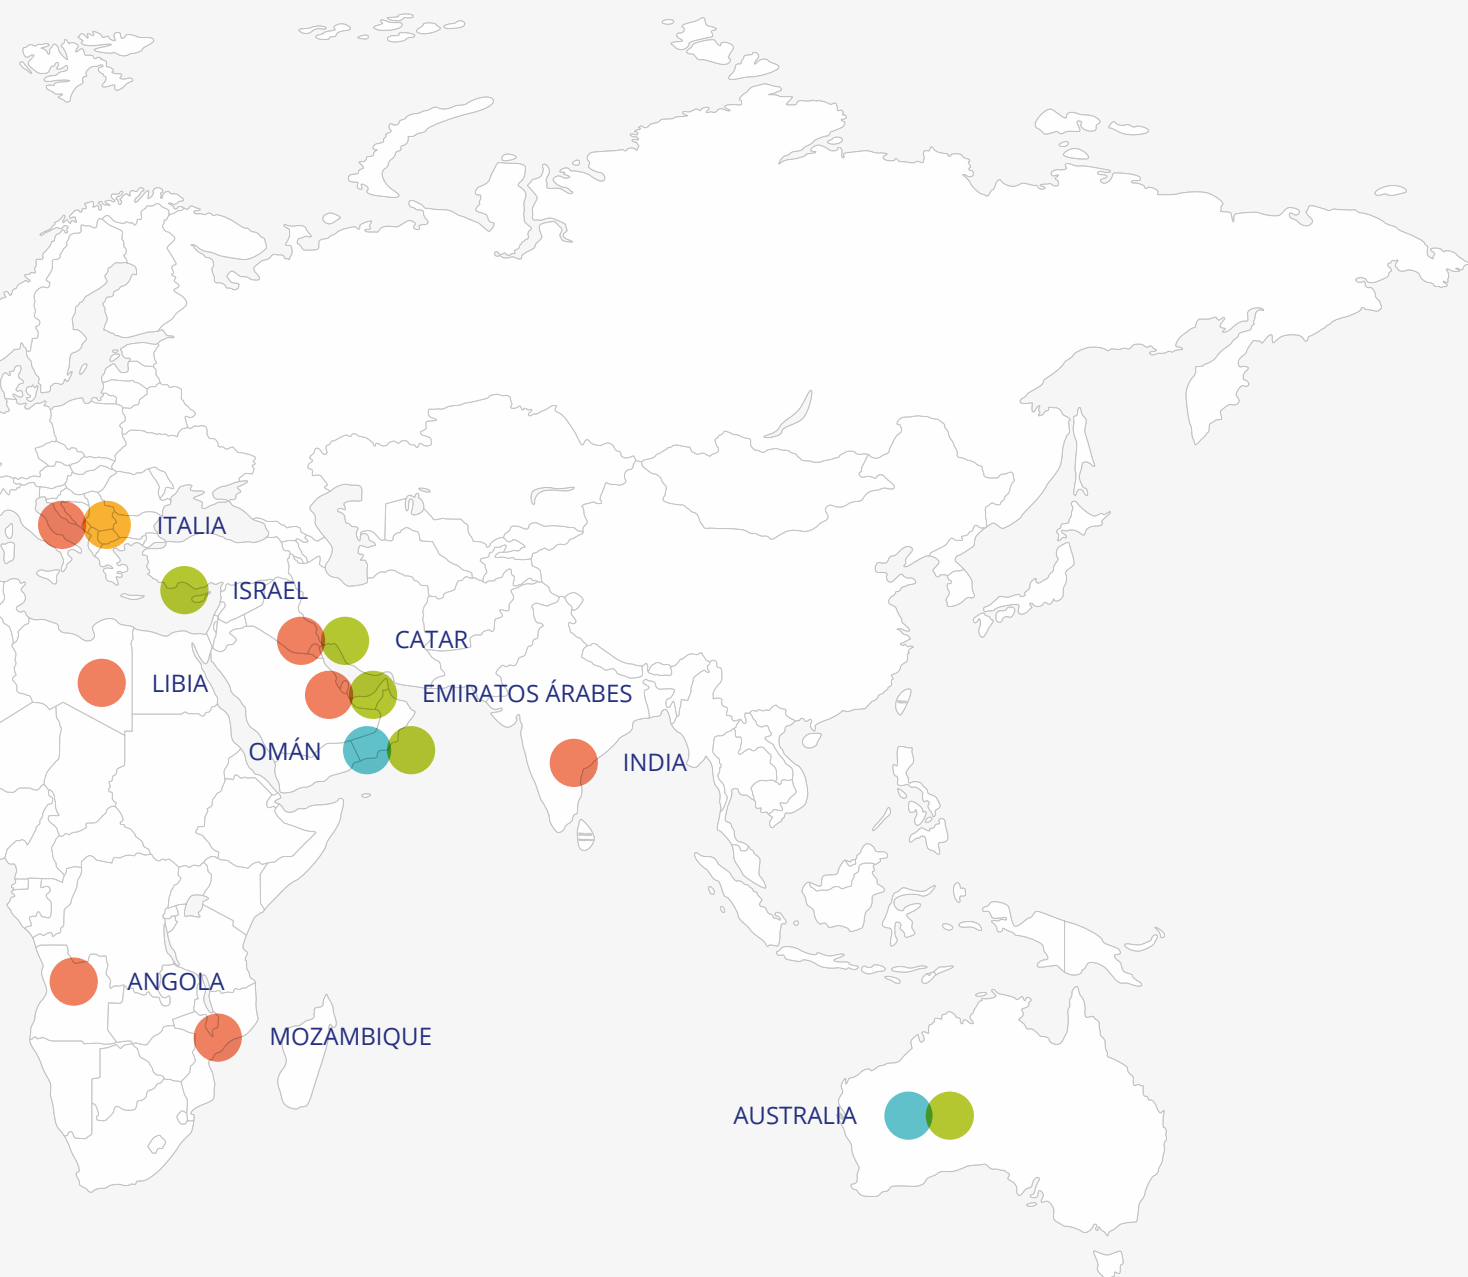 ITALIA
ISRAEL
CATAR
LIBIA
EMIRATOS ÁRABES
OMÁN
INDIA
ANGOLA
MOZAMBIQUE
AUSTRALIA